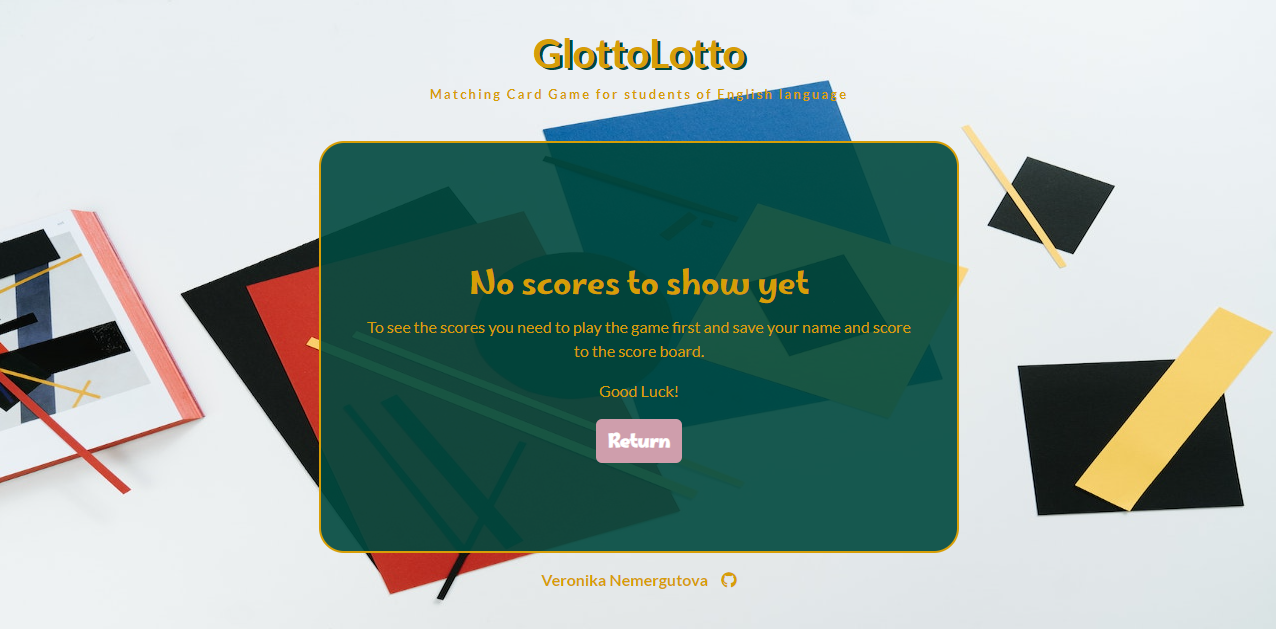 GlottoLotto
Matching Card Game for students of English language
No scores to show yet
To see the scores you need to play the game first and save your name and score
to the score board.
Good Luck!
Return
Veronika Nemergutova